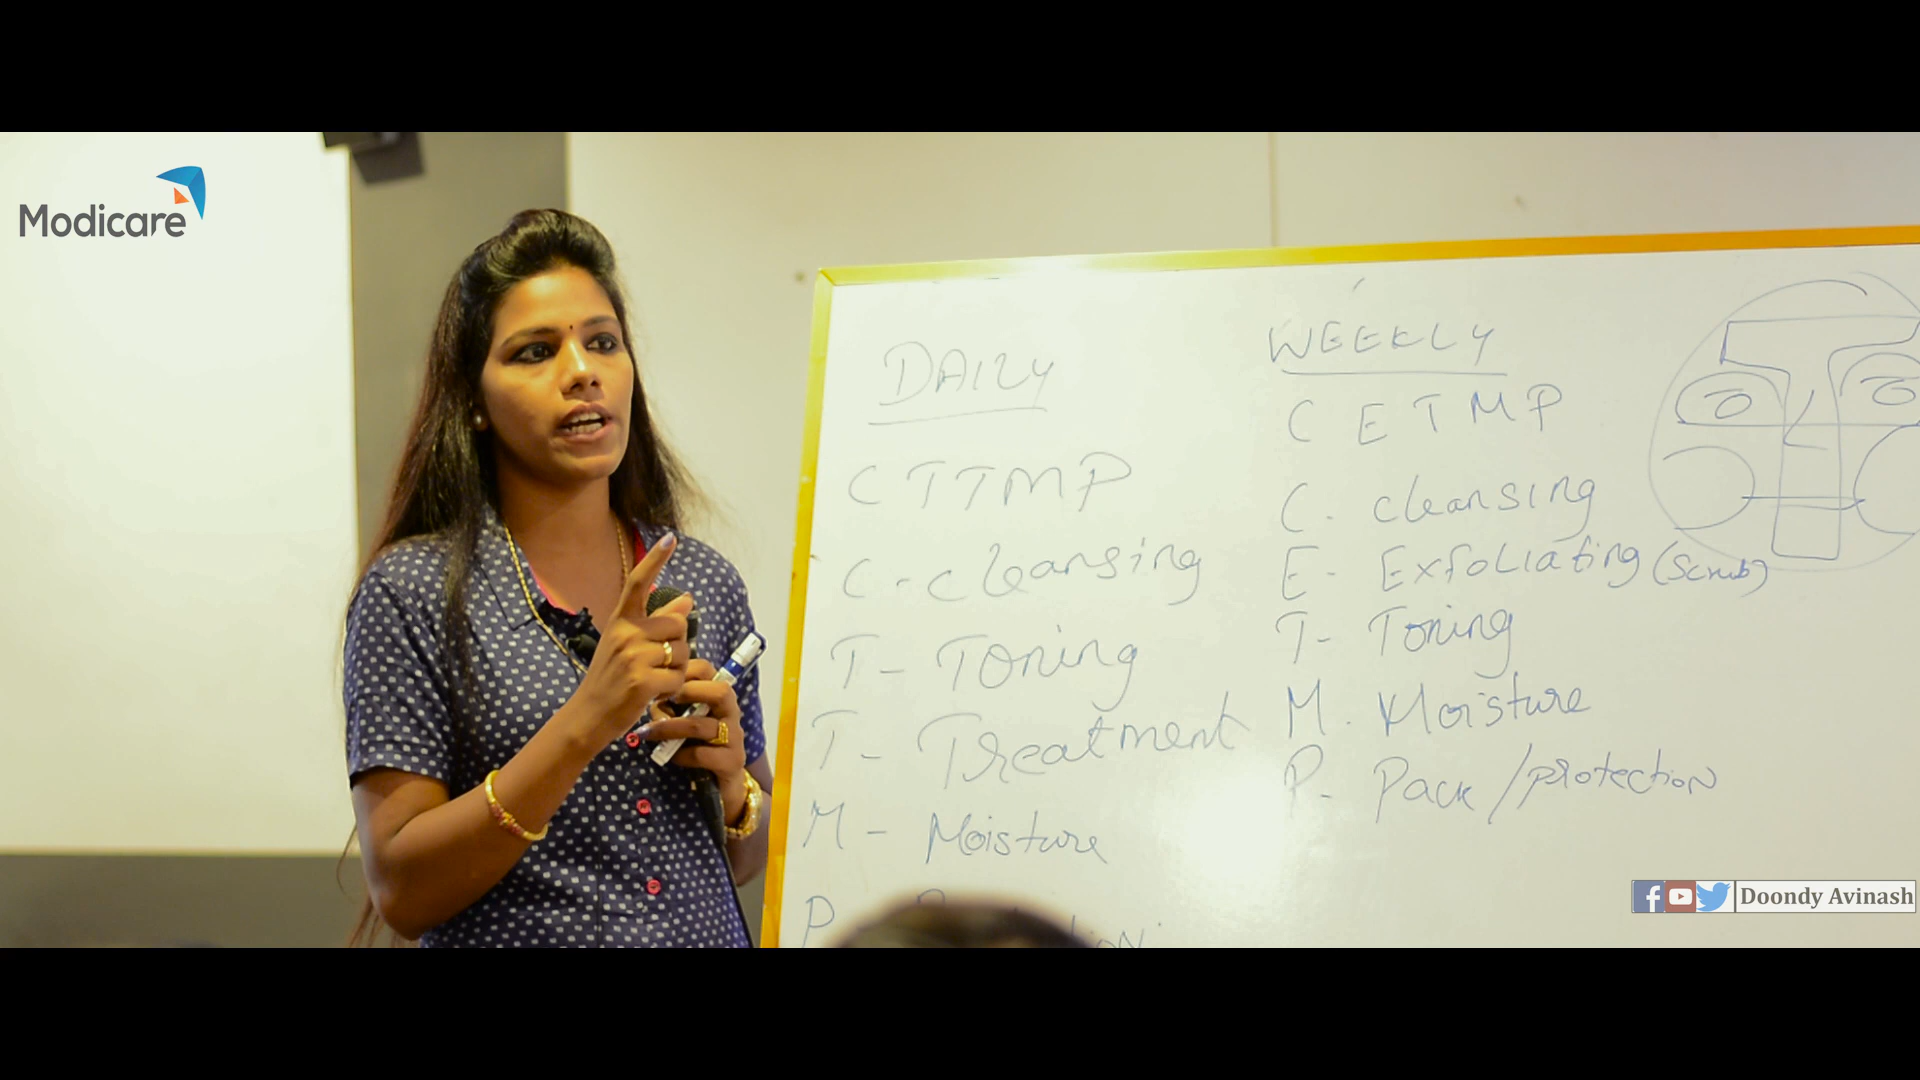 Modicare
DAILY
CTTMP
C - cleansing
T - Toning
T - Treatment
M - Moisture
P
WEEKLY
CETMP
C. cleansing
E - Exfoliating (Scrub)
T - Toning
M. Moisture
P. Pack/protection
Doondy Avinash